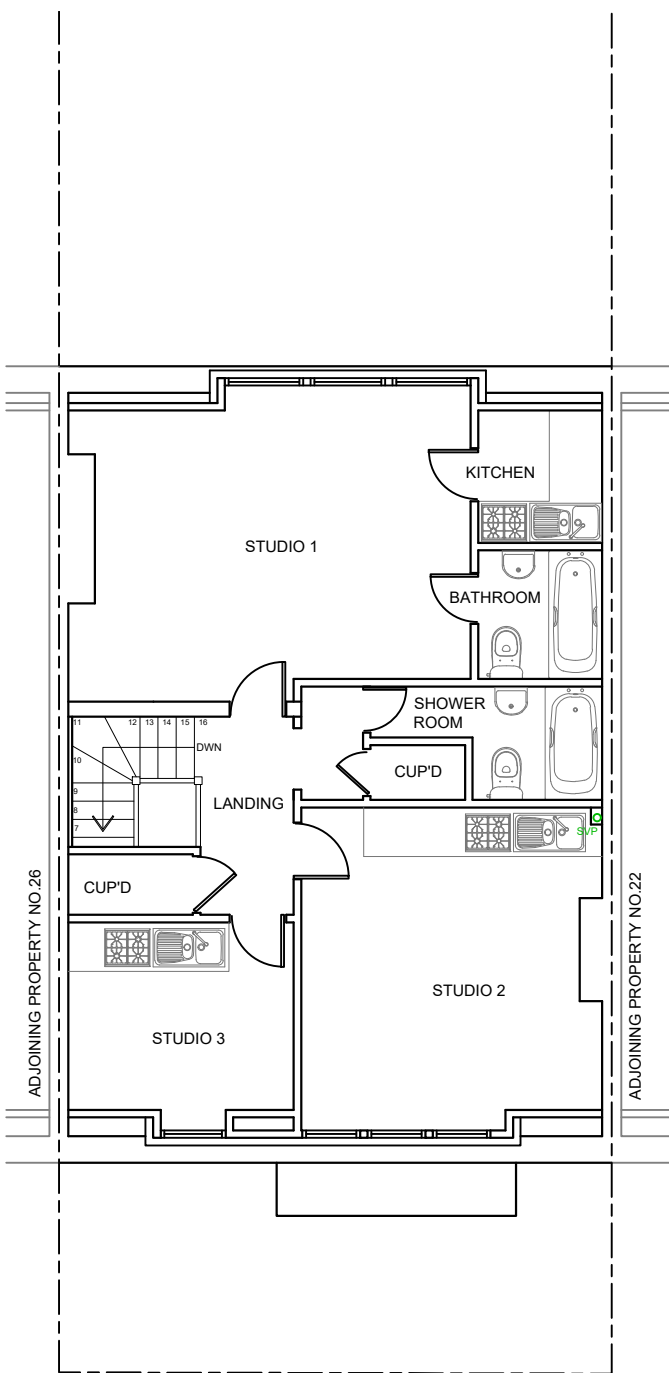 KITCHEN
STUDIO 1
BATHROOM
SHOWER
ROOM
11
12
13
14
15
16
DWN
10
CUP'D
9
LANDING
8
SVP
7
CUP'D
ADJOINING PROPERTY NO.26
ADJOINING PROPERTY NO.22
STUDIO 2
STUDIO 3